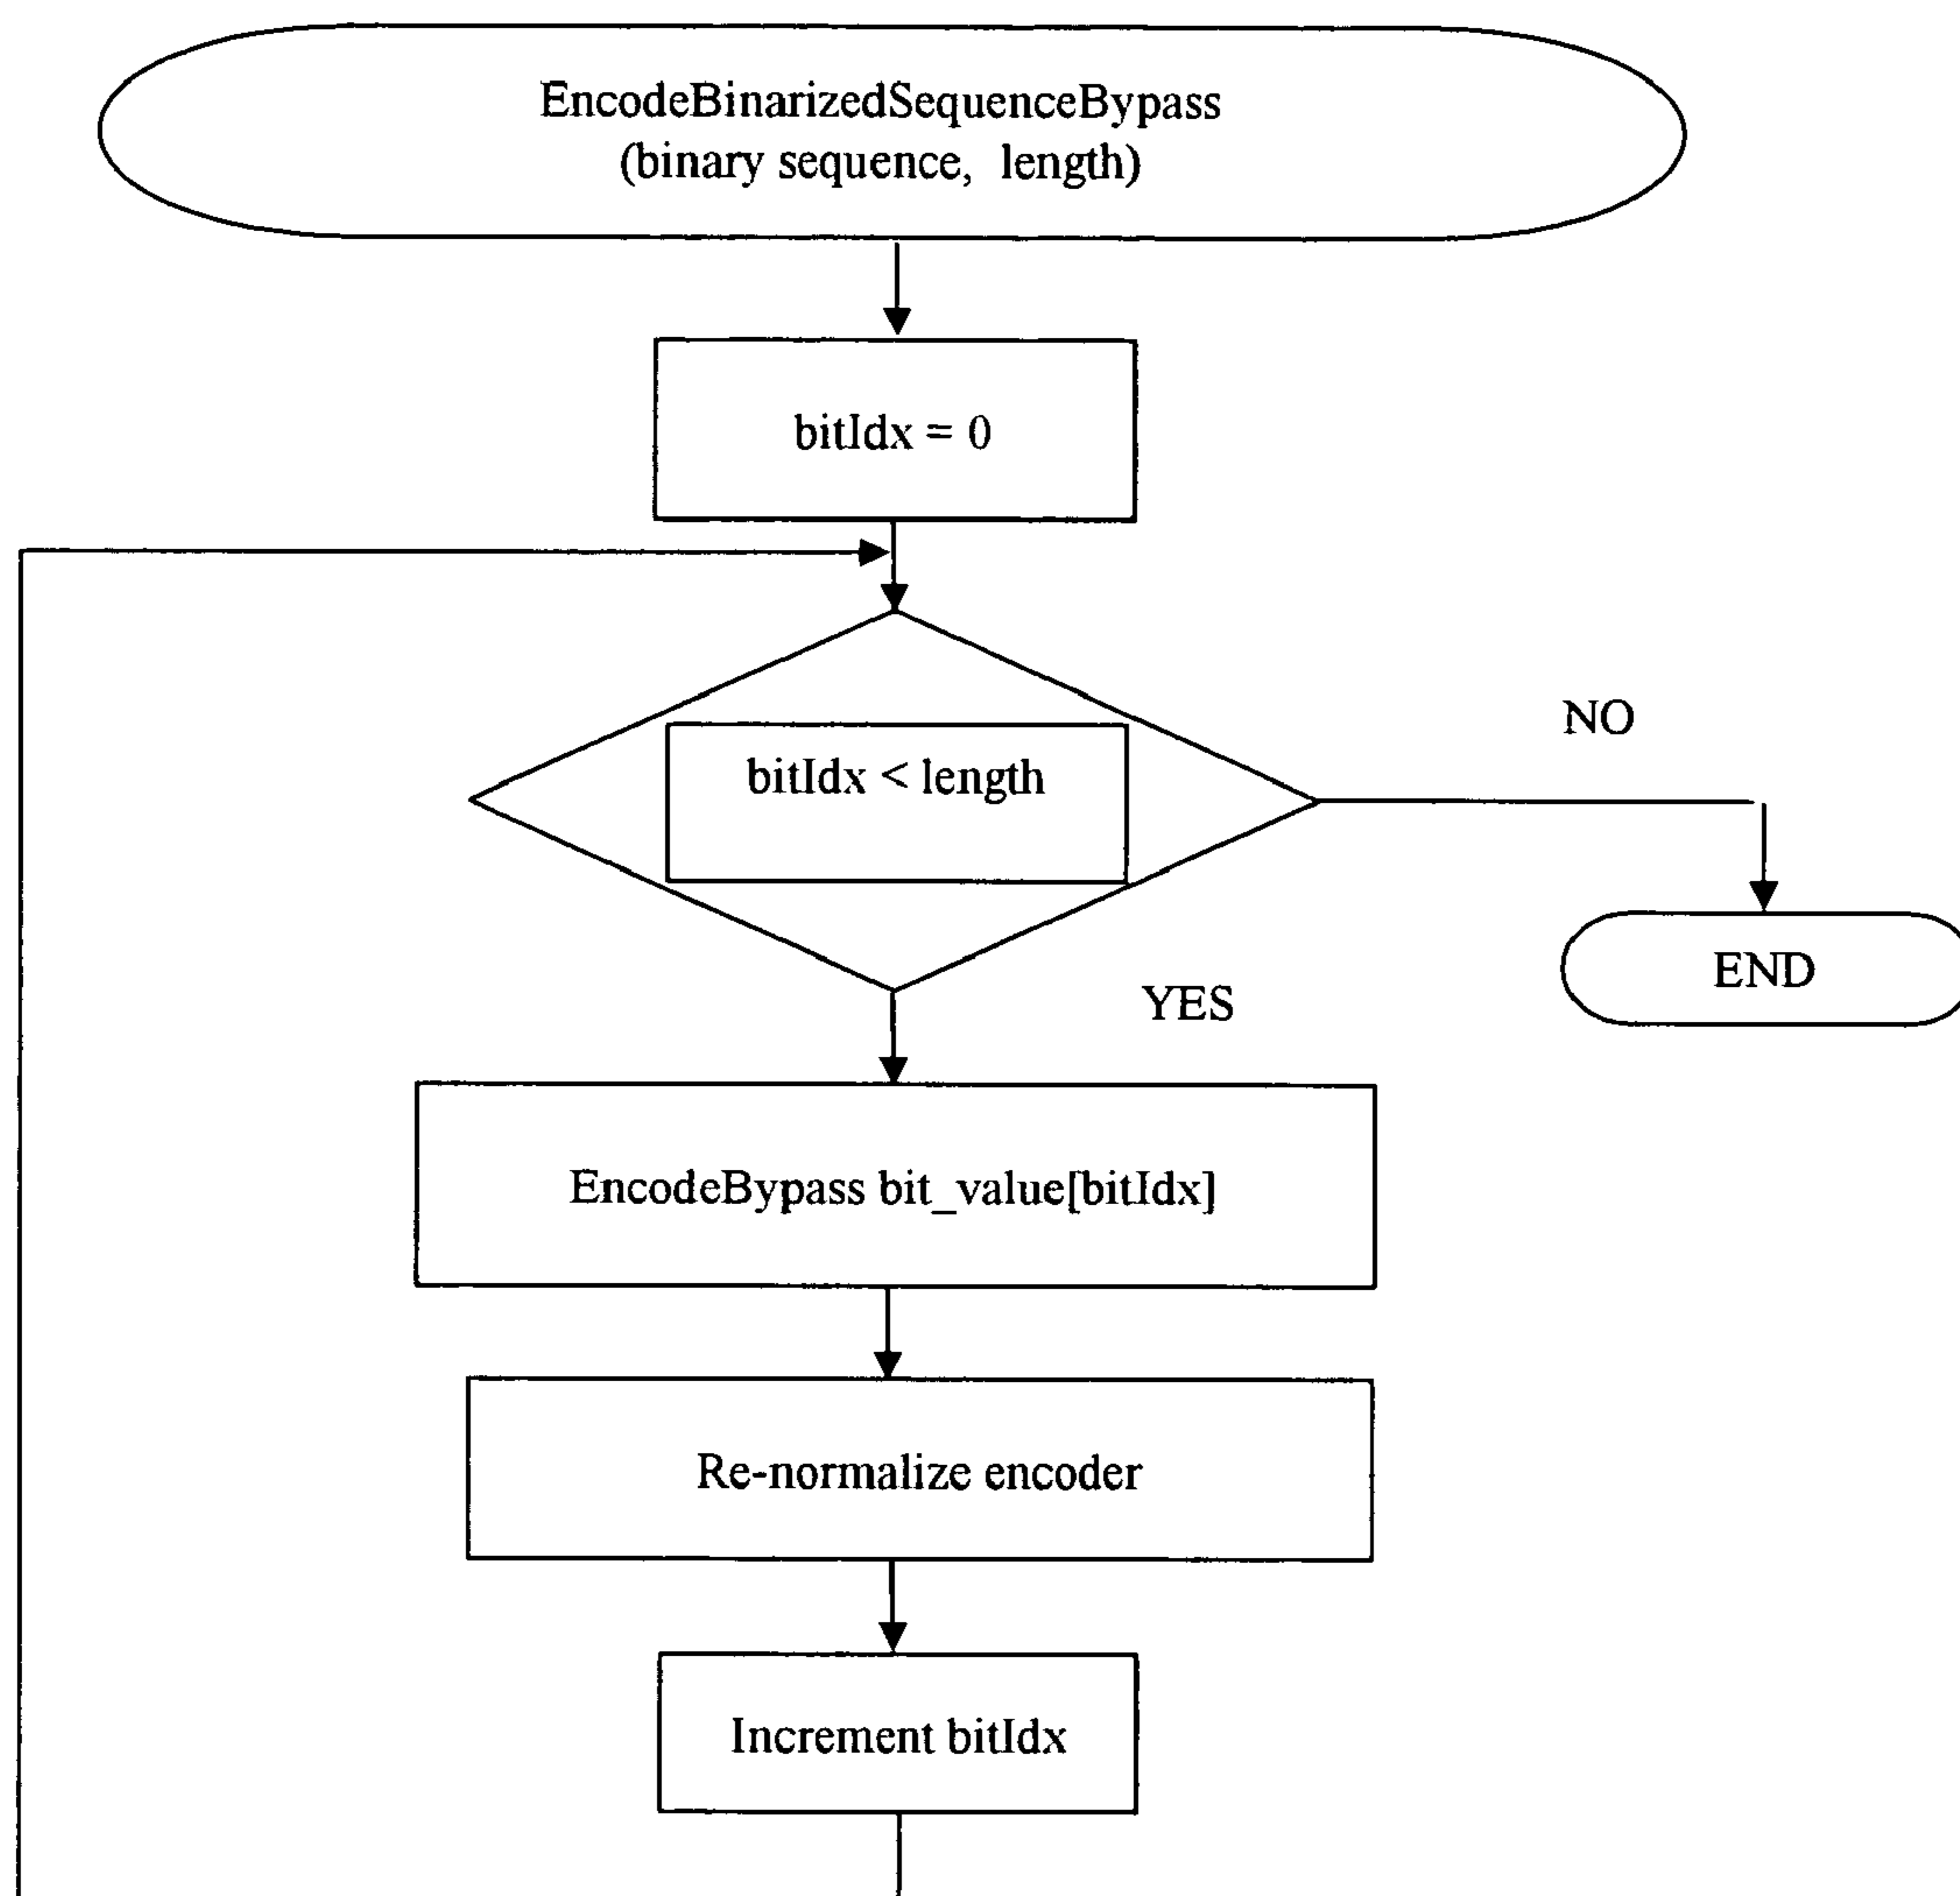 EncodeBinarizedSequenceBypass
(binary sequence, length)
bitIdx = 0
bitIdx < length
NO
END
YES
EncodeBypass bit_value[bitIdx]
Re-normalize encoder
Increment bitIdx